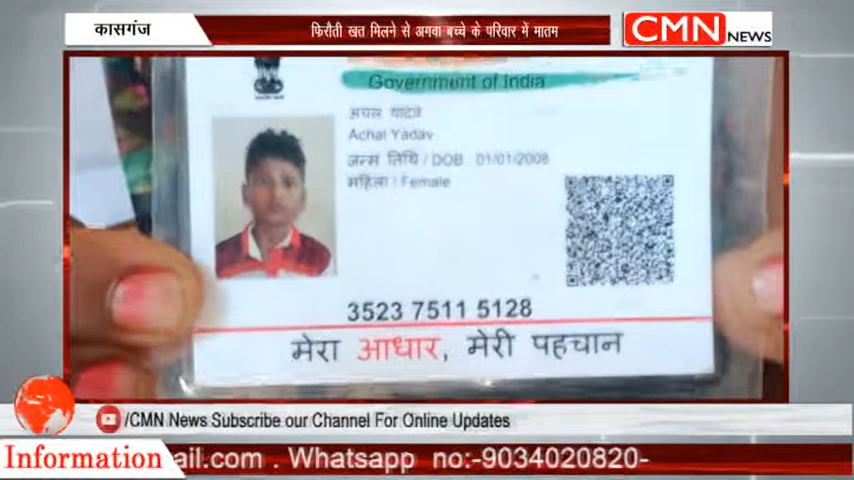 कासगंज
फिरौती खत मिलने से अगवा बच्चे के परिवार में मातम
CMN NEWS
Government of India
अचल यादव
Achal Yadav
जन्म तिथि / DOB 01/01/2008
महिला / Female
3523 7511 5128
मेरा आधार, मेरी पहचान
/CMN News Subscribe our Channel For Online Updates
Information
ail.com . Whatsapp no:-9034020820-